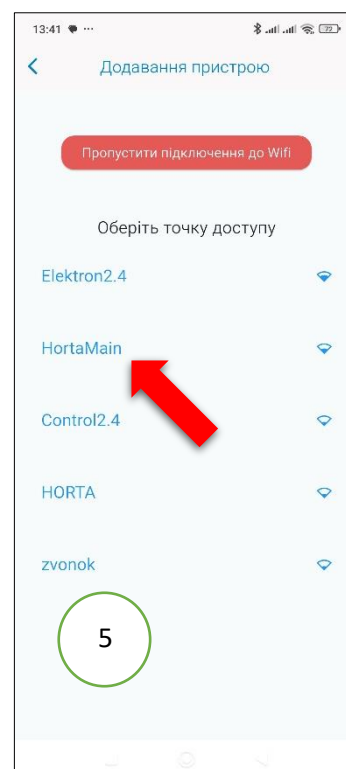 13:41 72
Додавання пристрою
Пропустити підключення до Wifi
Оберіть точку доступу
Elektron2.4
HortaMain
Control2.4
HORTA
zvonok
5